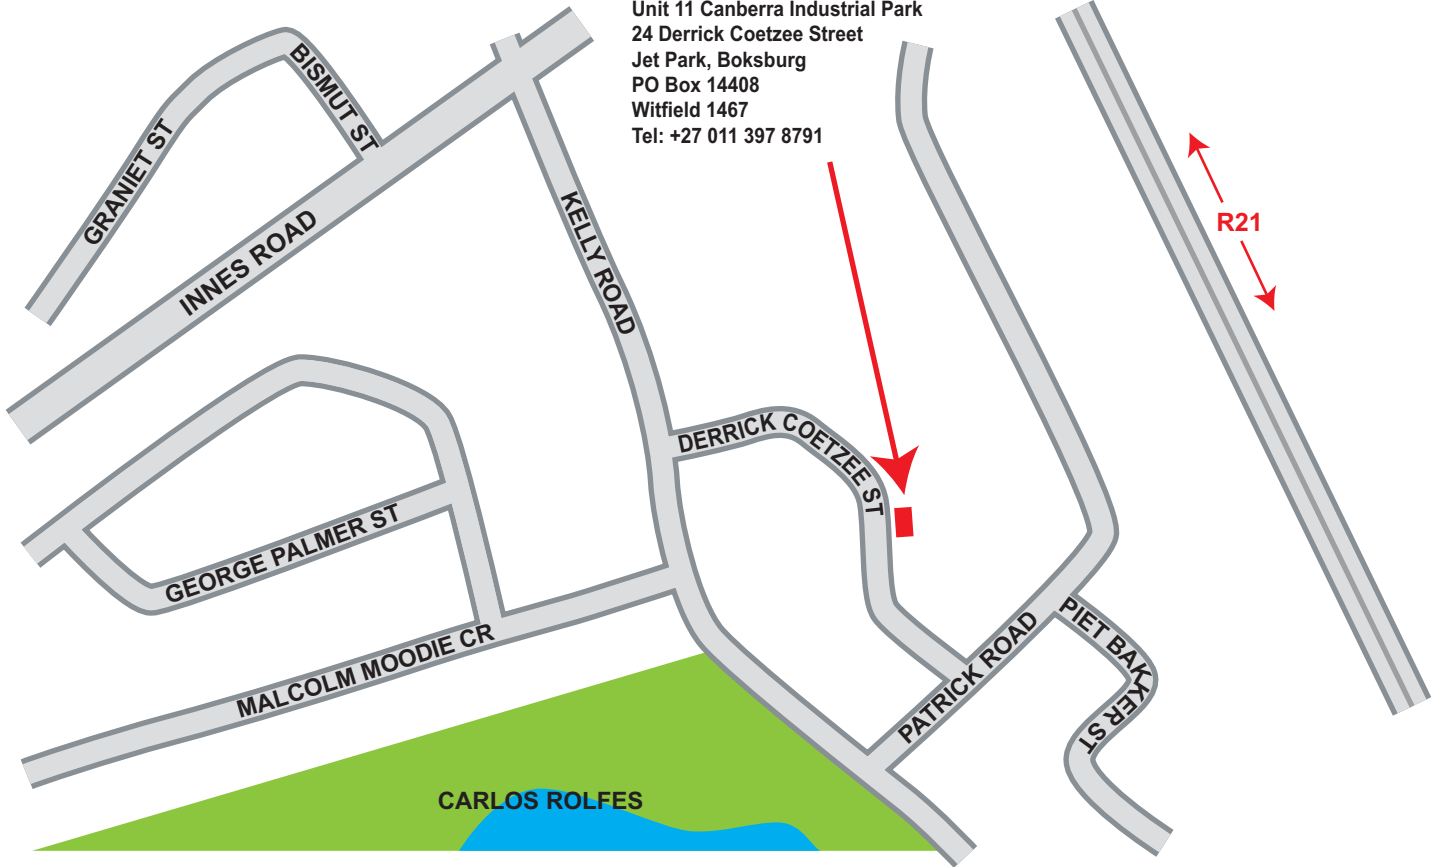 Unit 11 Canberra Industrial Park
24 Derrick Coetzee Street
Jet Park, Boksburg
PO Box 14408
Witfield 1467
Tel: +27 011 397 8791
BISMUT ST
GRANIET ST
INNES ROAD
KELLY ROAD
R21
DERRICK COETZEE ST
GEORGE PALMER ST
MALCOLM MOODIE CR
PATRICK ROAD
PIET BAKKER ST
CARLOS ROLFES